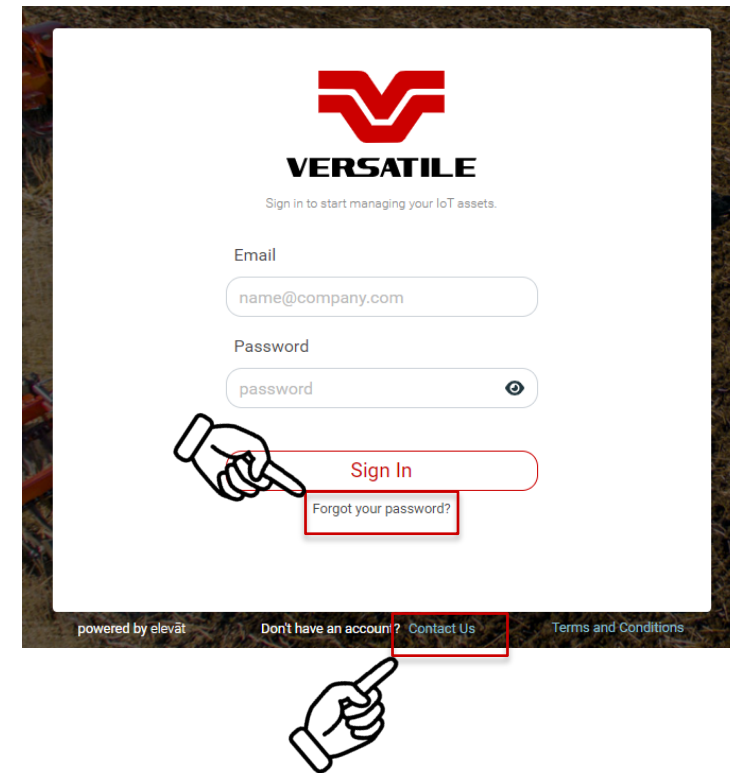 VERSATILE
Sign in to start managing your IoT assets.
Email
name@company.com
Password
password
Sign In
Forgot your password?
powered by elevāt Don't have an account? Contact Us Terms and Conditions